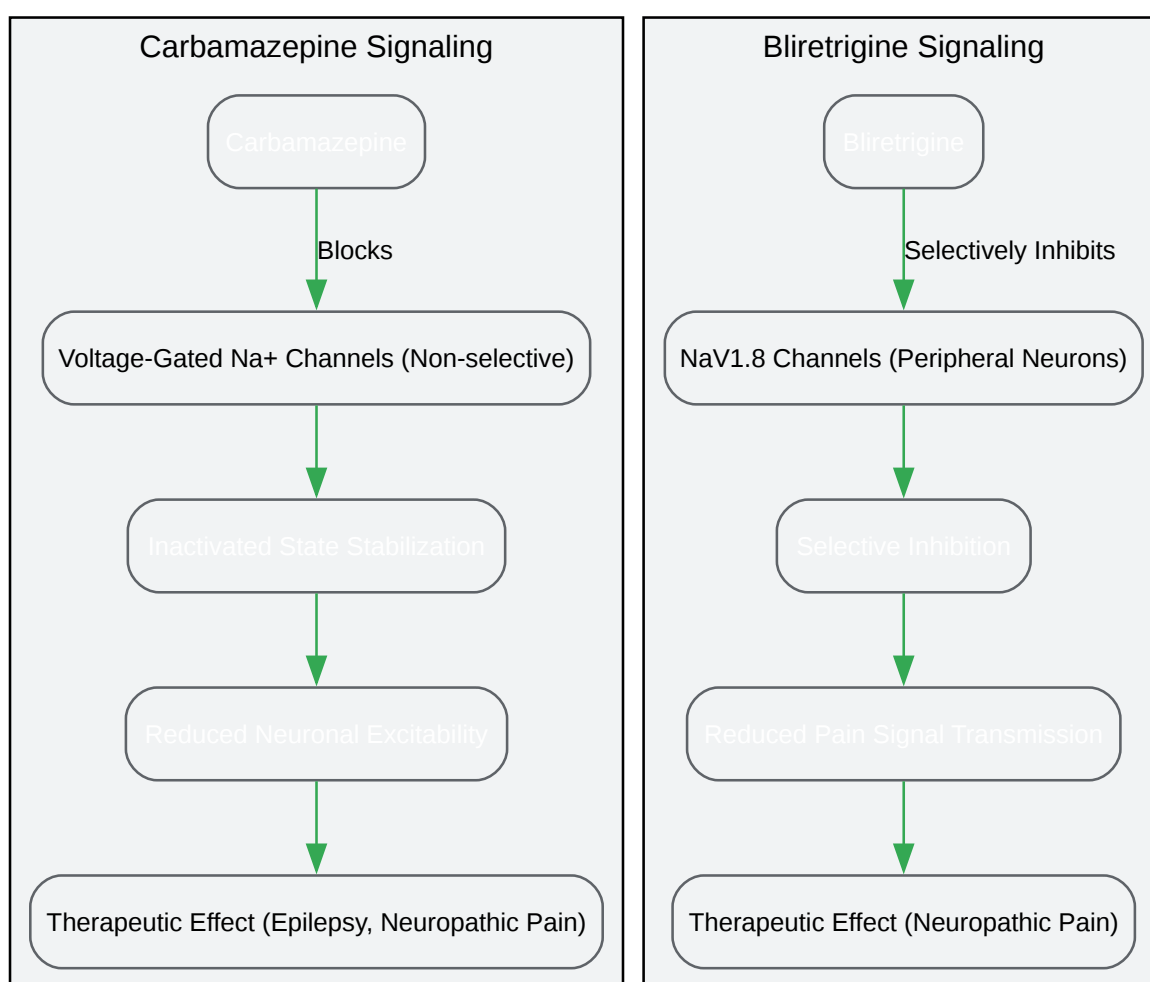 Carbamazepine Signaling
Carbamazepine
Blocks
Voltage-Gated Na+ Channels (Non-selective)
Inactivated State Stabilization
Reduced Neuronal Excitability
Therapeutic Effect (Epilepsy, Neuropathic Pain)
Bliretrigine Signaling
Bliretrigine
Selectively Inhibits
NaV1.8 Channels (Peripheral Neurons)
Selective Inhibition
Reduced Pain Signal Transmission
Therapeutic Effect (Neuropathic Pain)